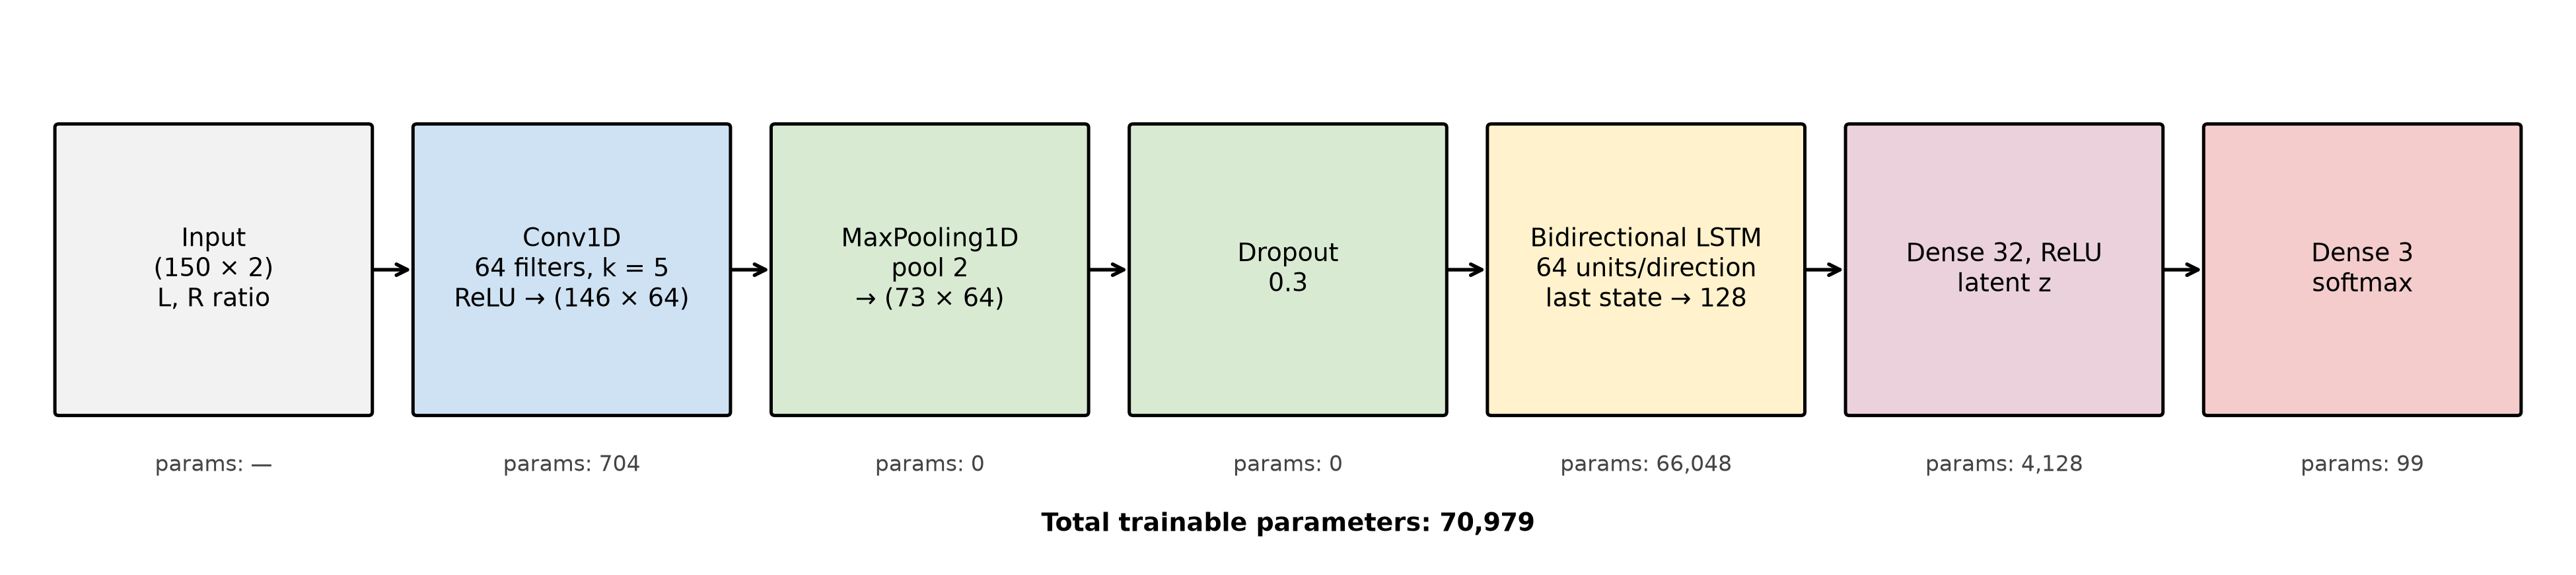 Input
(150 × 2)
L, R ratio
Conv1D
64 filters, k = 5
ReLU → (146 × 64)
MaxPooling1D
pool 2
→ (73 × 64)
Dropout
0.3
Bidirectional LSTM
64 units/direction
last state → 128
Dense 32, ReLU
latent z
Dense 3
softmax
params: —
params: 704
params: 0
params: 0
params: 66,048
params: 4,128
params: 99
Total trainable parameters: 70,979